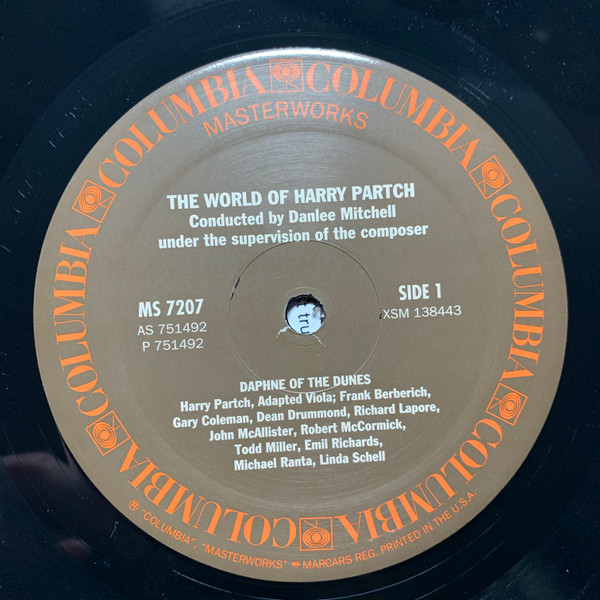 COLUMBIA COLUMBIA COLUMBIA COLUMBIA COLUMBIA COLUMBIA
MASTERWORKS
THE WORLD OF HARRY PARTCH
Conducted by Danlee Mitchell
under the supervision of the composer
MS 7207
AS 751492
P 751492
SIDE 1
XSM 138443
DAPHNE OF THE DUNES
Harry Partch, Adapted Viola; Frank Berberich,
Gary Coleman, Dean Drummond, Richard Lapore,
John McAllister, Robert McCormick,
Todd Miller, Emil Richards,
Michael Ranta, Linda Schell
® "COLUMBIA", "MASTERWORKS" MARCAS REG. PRINTED IN THE U.S.A.